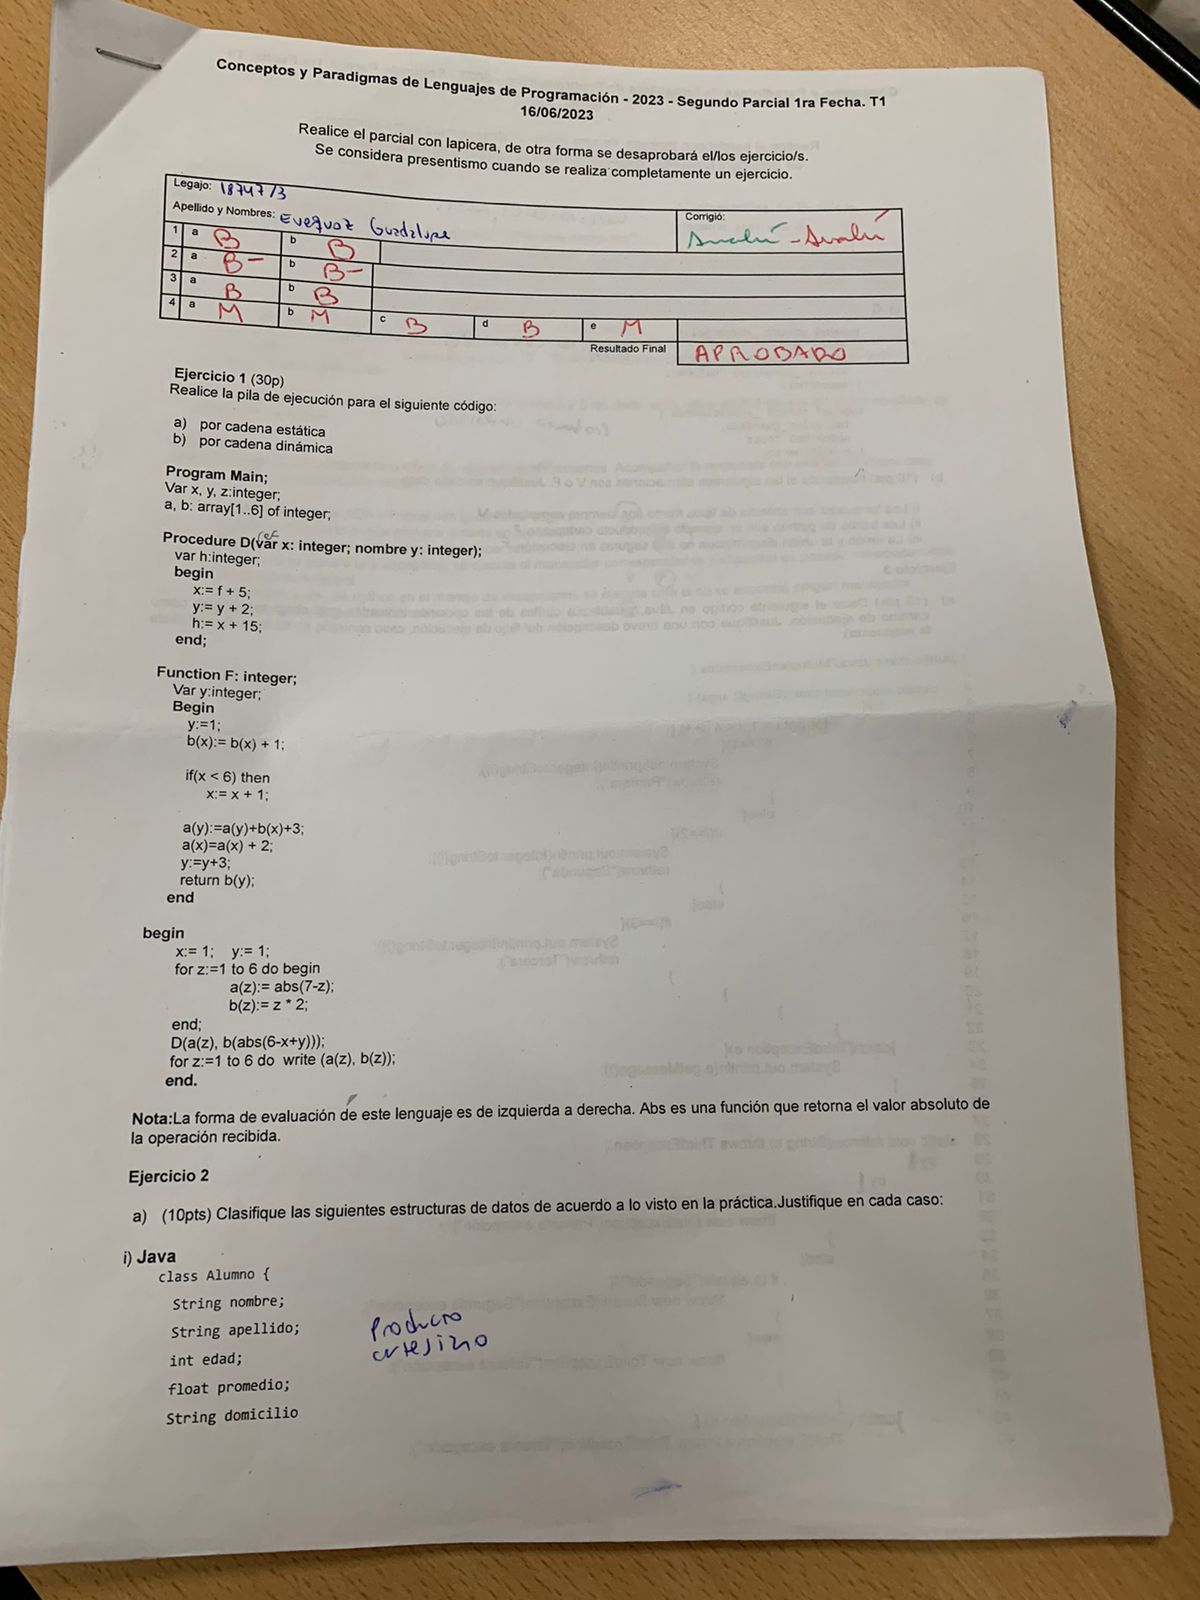 Conceptos y Paradigmas de Lenguajes de Programación - 2023 - Segundo Parcial 1ra Fecha. T1
16/06/2023
Realice el parcial con lapicera, de otra forma se desaprobará el/los ejercicio/s.
Se considera presentismo cuando se realiza completamente un ejercicio.
Legajo: 18747/3
Apellido y Nombres: Evequoz Guadalupe
Corrigió:
1 a B b B
2 a B- b B-
3 a B b B
4 a M b M c B d B e M
Resultado Final APROBADO
Ejercicio 1 (30p)
Realice la pila de ejecución para el siguiente código:
a) por cadena estática
b) por cadena dinámica
Program Main;
Var x, y, z:integer;
a, b: array[1..6] of integer;
ref
Procedure D(var x: integer; nombre y: integer);
var h:integer;
begin
x:= f + 5;
y:= y + 2;
h:= x + 15;
end;
Function F: integer;
Var y:integer;
Begin
y:=1;
b(x):= b(x) + 1;
if(x < 6) then
x:= x + 1;
a(y):=a(y)+b(x)+3;
a(x)=a(x) + 2;
y:=y+3;
return b(y);
end
begin
x:= 1; y:= 1;
for z:=1 to 6 do begin
a(z):= abs(7-z);
b(z):= z * 2;
end;
D(a(z), b(abs(6-x+y)));
for z:=1 to 6 do write (a(z), b(z));
end.
Nota:La forma de evaluación de este lenguaje es de izquierda a derecha. Abs es una función que retorna el valor absoluto de
la operación recibida.
Ejercicio 2
a) (10pts) Clasifique las siguientes estructuras de datos de acuerdo a lo visto en la práctica.Justifique en cada caso:
i) Java
class Alumno {
String nombre;
String apellido;
int edad;
float promedio;
String domicilio
Producto
cartesiano